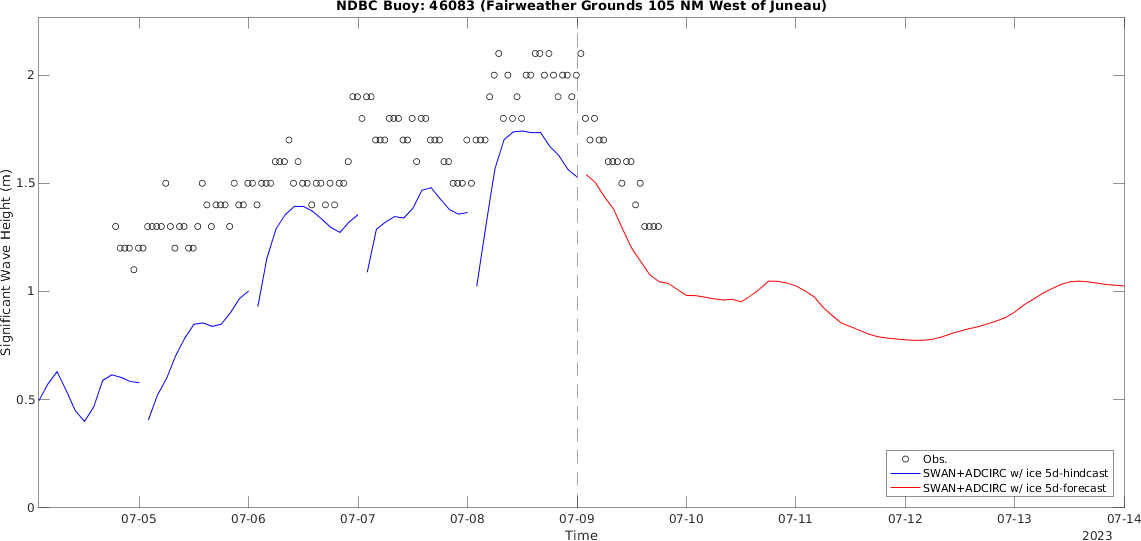 NDBC Buoy: 46083 (Fairweather Grounds 105 NM West of Juneau)
Significant Wave Height (m)
2
1.5
1
0.5
0
Obs.
SWAN+ADCIRC w/ ice 5d-hindcast
SWAN+ADCIRC w/ ice 5d-forecast
07-05 07-06 07-07 07-08 07-09 07-10 07-11 07-12 07-13 07-14
Time
2023